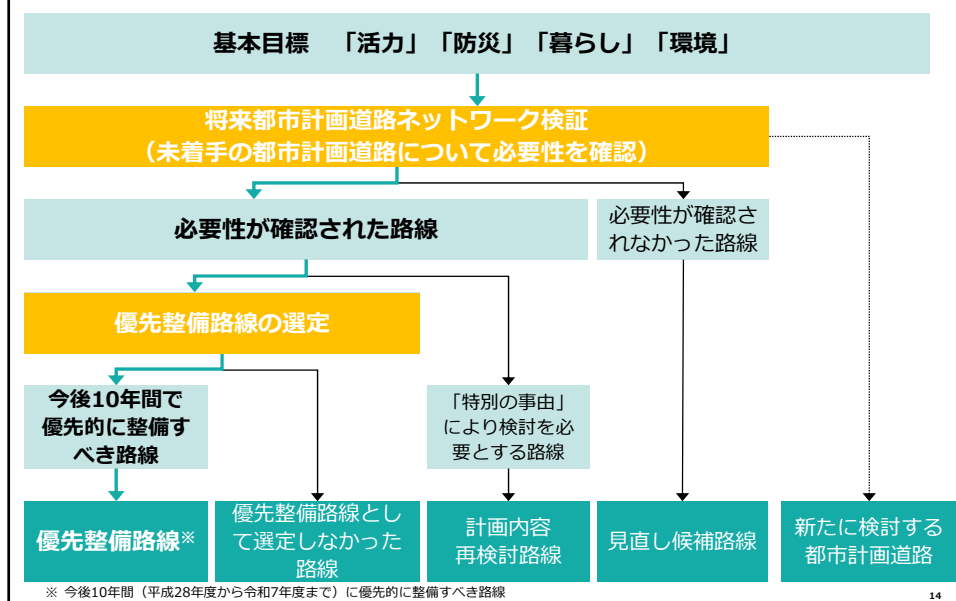 基本目標 「活力」「防災」「暮らし」「環境」
将来都市計画道路ネットワーク検証
（未着手の都市計画道路について必要性を確認）
必要性が確認された路線
必要性が確認さ
れなかった路線
優先整備路線の選定
今後10年間で
優先的に整備す
べき路線
「特別の事由」
により検討を必
要とする路線
優先整備路線※
優先整備路線とし
て選定しなかった
路線
計画内容
再検討路線
見直し候補路線
新たに検討する
都市計画道路
※ 今後10年間（平成28年度から令和7年度まで）に優先的に整備すべき路線
14